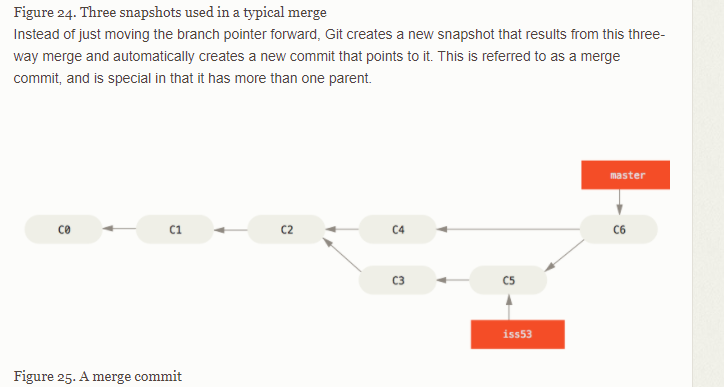 Figure 24. Three snapshots used in a typical merge
Instead of just moving the branch pointer forward, Git creates a new snapshot that results from this three-
way merge and automatically creates a new commit that points to it. This is referred to as a merge
commit, and is special in that it has more than one parent.
master
C0 C1 C2 C4 C6
C3 C5
iss53
Figure 25. A merge commit